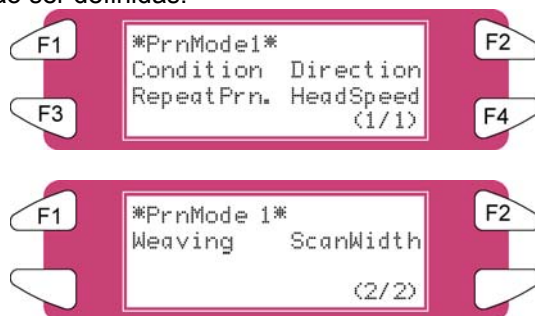 ão ser definidas.
F1 *PrnMode1* F2
Condition Direction
F3 RepeatPrn. HeadSpeed F4
(1/1)
F1 *PrnMode 1* F2
Weaving ScanWidth
(2/2)